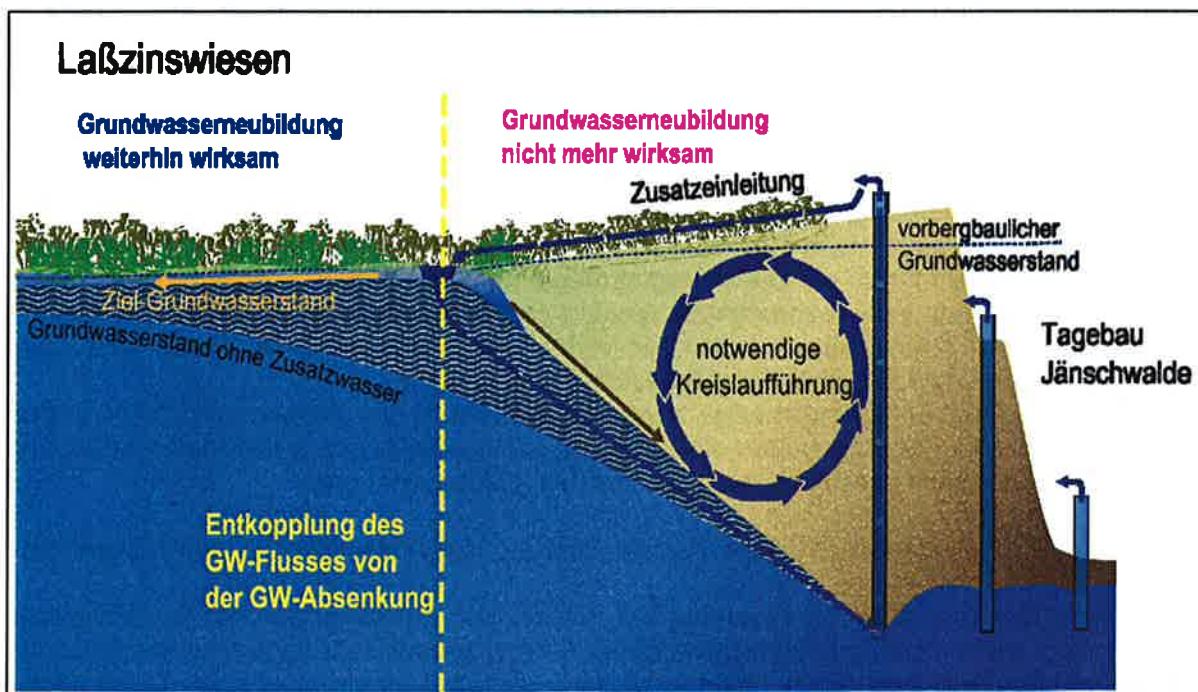 Laßzinswiesen
Grundwasserneubildung
weiterhin wirksam
Grundwasserneubildung
nicht mehr wirksam
Zusatzeinleitung
vorbergbaulicher
Grundwasserstand
Ziel-Grundwasserstand
Grundwasserstand ohne Zusatzwasser
notwendige
Kreislaufführung
Tagebau
Jänschwalde
Entkopplung des
GW-Flusses von
der GW-Absenkung